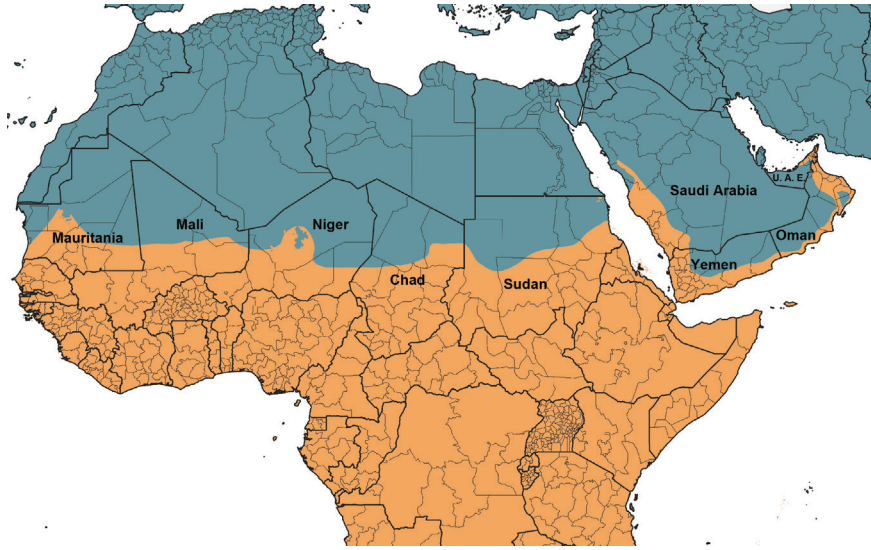 U. A. E.
Saudi Arabia
Mali
Niger
Mauritania
Oman
Yemen
Chad
Sudan